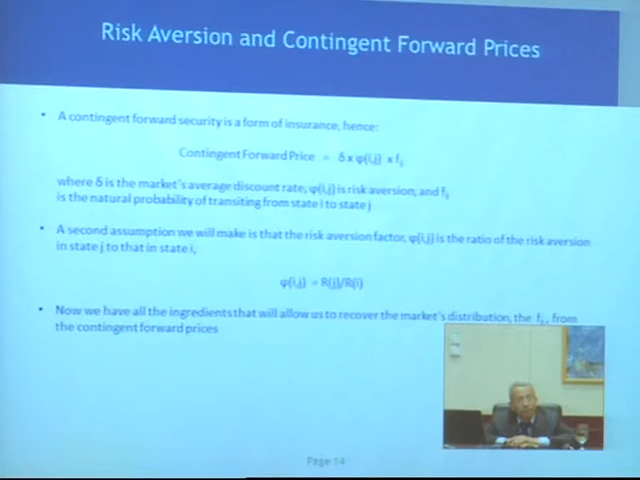 Risk Aversion and Contingent Forward Prices
• A contingent forward security is a form of insurance, hence:
Contingent Forward Price = δ x φ(i,j) x fᵢⱼ
where δ is the market's average discount rate, φ(i,j) is risk aversion, and fᵢⱼ
is the natural probability of transiting from state i to state j
• A second assumption we will make is that the risk aversion factor, φ(i,j) is the ratio of the risk aversion
in state j to that in state i,
φ(i,j) = R(j)/R(i)
• Now we have all the ingredients that will allow us to recover the market's distribution, the fᵢⱼ, from
the contingent forward prices
Page 14